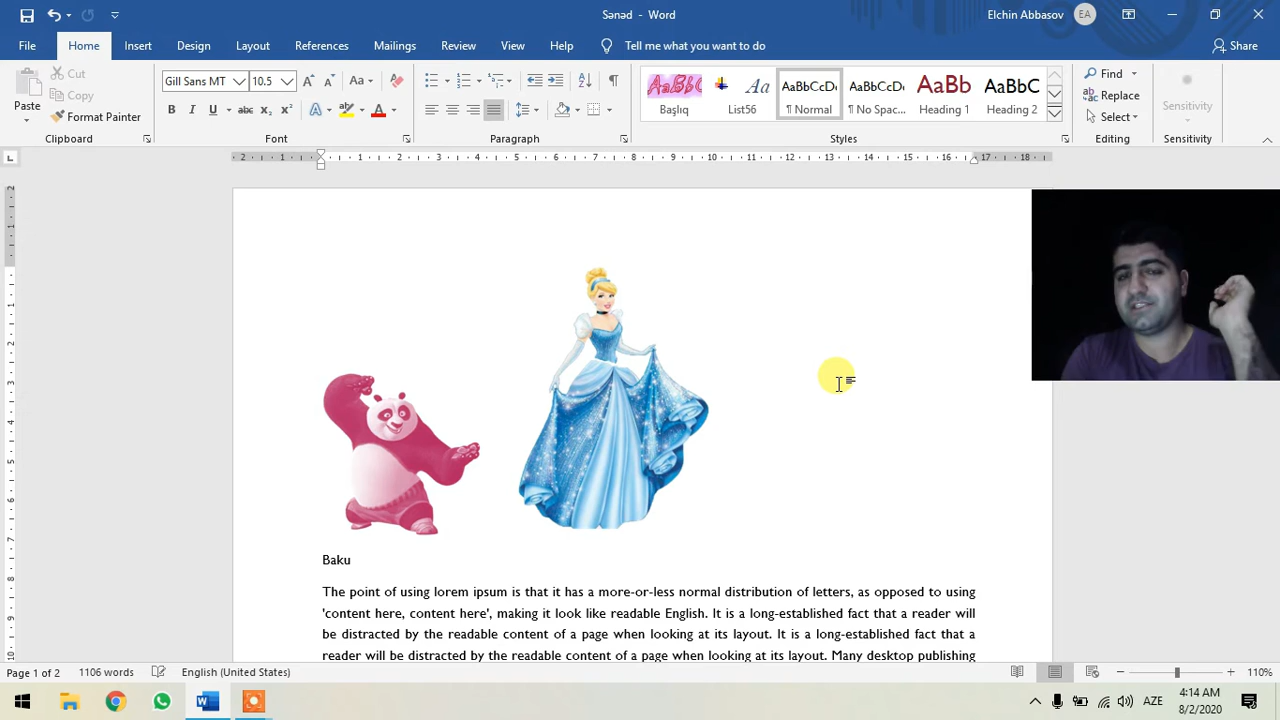 Sənəd - Word
Elchin Abbasov
EA
File
Home
Insert
Design
Layout
References
Mailings
Review
View
Help
Tell me what you want to do
Share
Paste
Cut
Copy
Format Painter
Clipboard
Gill Sans MT
10.5
Font
Paragraph
Başlıq
List56
¶ Normal
¶ No Spac...
Heading 1
Heading 2
Styles
Find
Replace
Select
Editing
Sensitivity
Sensitivity
Baku
The point of using lorem ipsum is that it has a more-or-less normal distribution of letters, as opposed to using
'content here, content here', making it look like readable English. It is a long-established fact that a reader will
be distracted by the readable content of a page when looking at its layout. It is a long-established fact that a
reader will be distracted by the readable content of a page when looking at its layout. Many desktop publishing
Page 1 of 2
1106 words
English (United States)
110%
AZE
4:14 AM
8/2/2020